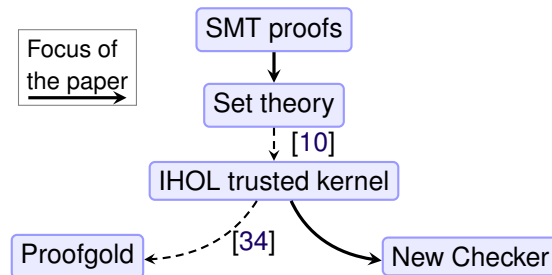 SMT proofs
Focus of
the paper
Set theory
[10]
IHOL trusted kernel
[34]
Proofgold
New Checker